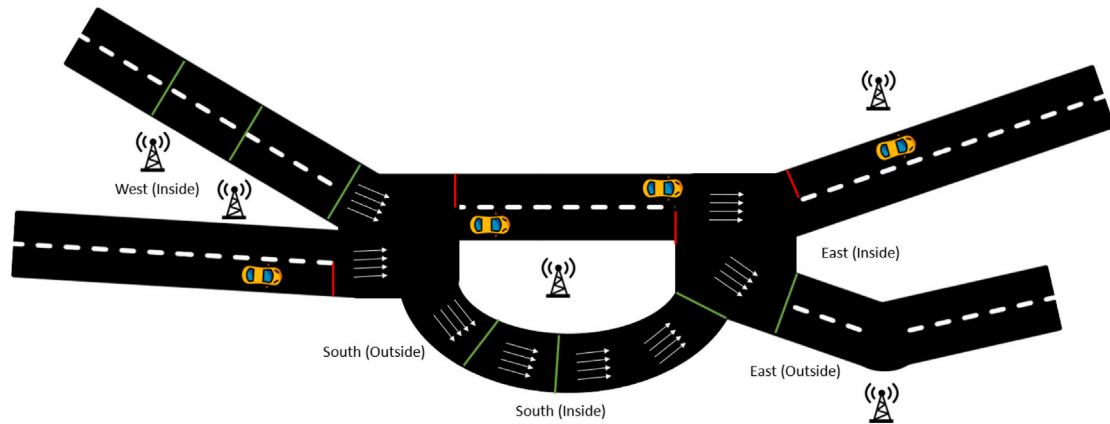 West (Inside)
East (Inside)
South (Outside)
East (Outside)
South (Inside)